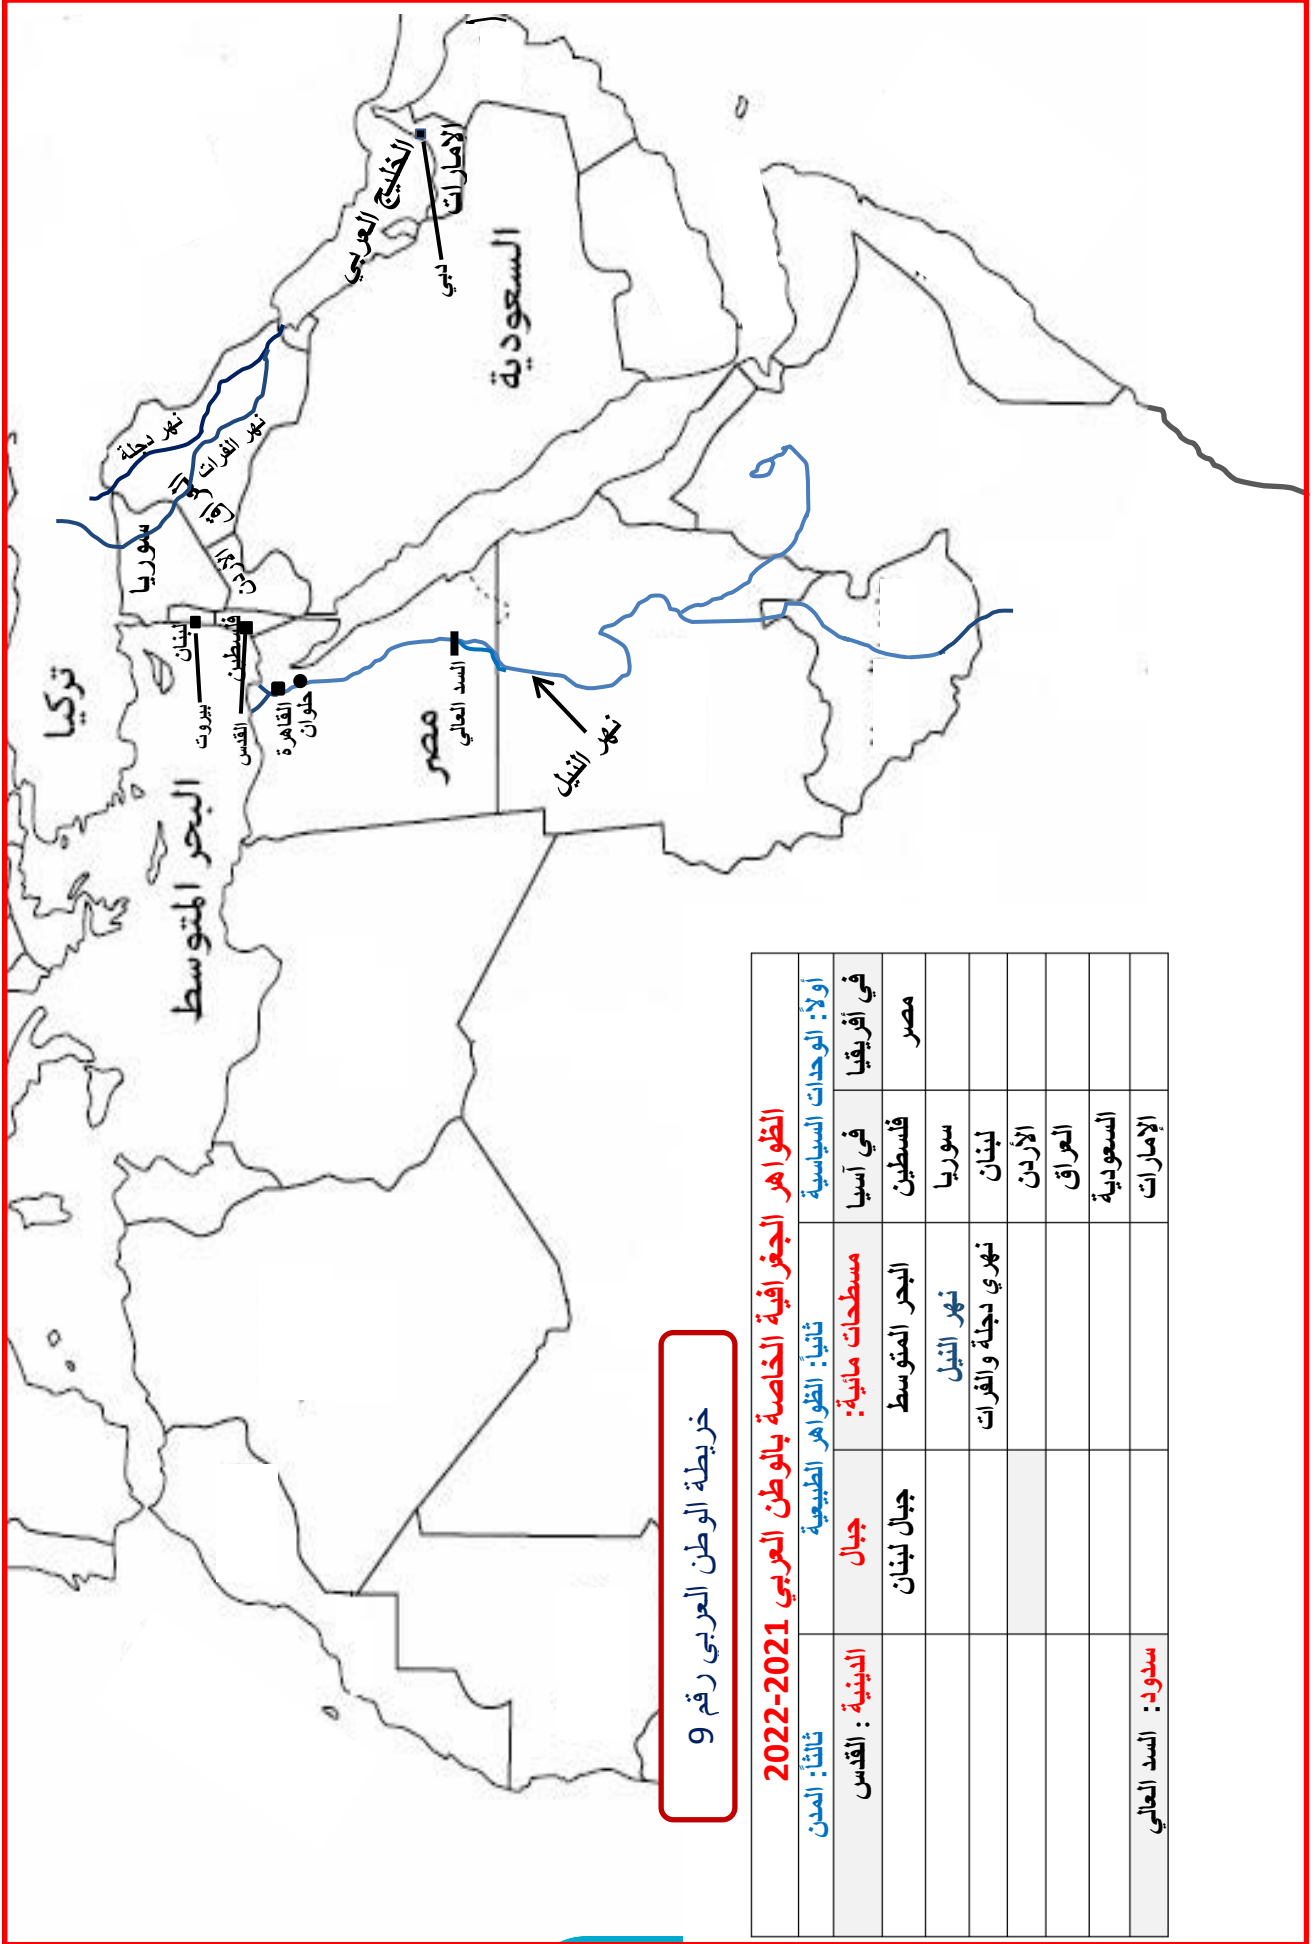 تركيا
البحر المتوسط
سوريا
نهر دجلة
نهر الفرات
العراق
الأردن
لبنان
فلسطين
بيروت
القدس
القاهرة
حلوان
مصر
السد العالي
نهر النيل
السعودية
الخليج العربي
الامارات
دبي
خريطة الوطن العربي رقم 9
الظواهر الجغرافية الخاصة بالوطن العربي 2021-2022
أولاً: الوحدات السياسية ثانياً: الظواهر الطبيعية ثالثاً: المدن
في أفريقيا في آسيا مسطحات مائية: جبال الدينية : القدس
مصر فلسطين البحر المتوسط جبال لبنان
سوريا نهر النيل
لبنان نهري دجلة والفرات
الأردن
العراق
السعودية
الإمارات سدود: السد العالي